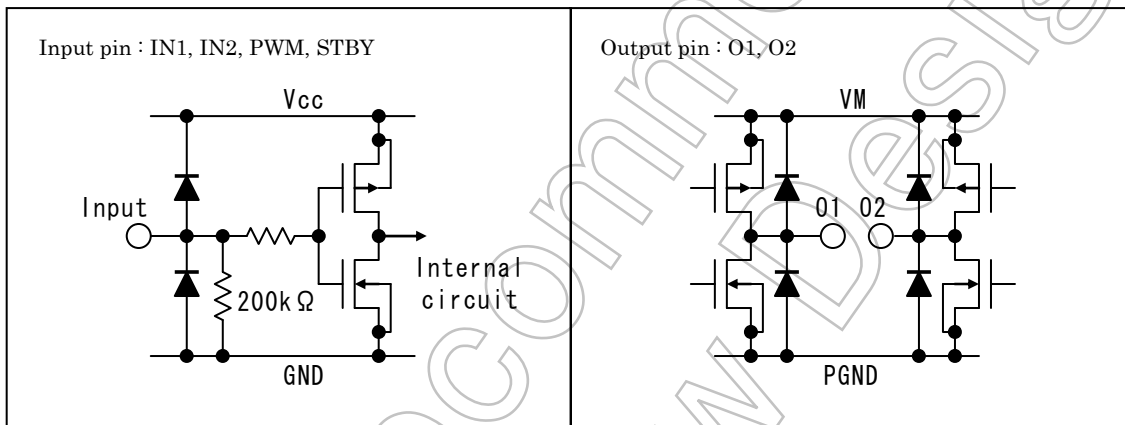 Input pin : IN1, IN2, PWM, STBY
Vcc
Input
200kΩ
Internal
circuit
GND
Output pin : O1, O2
VM
O1 O2
PGND